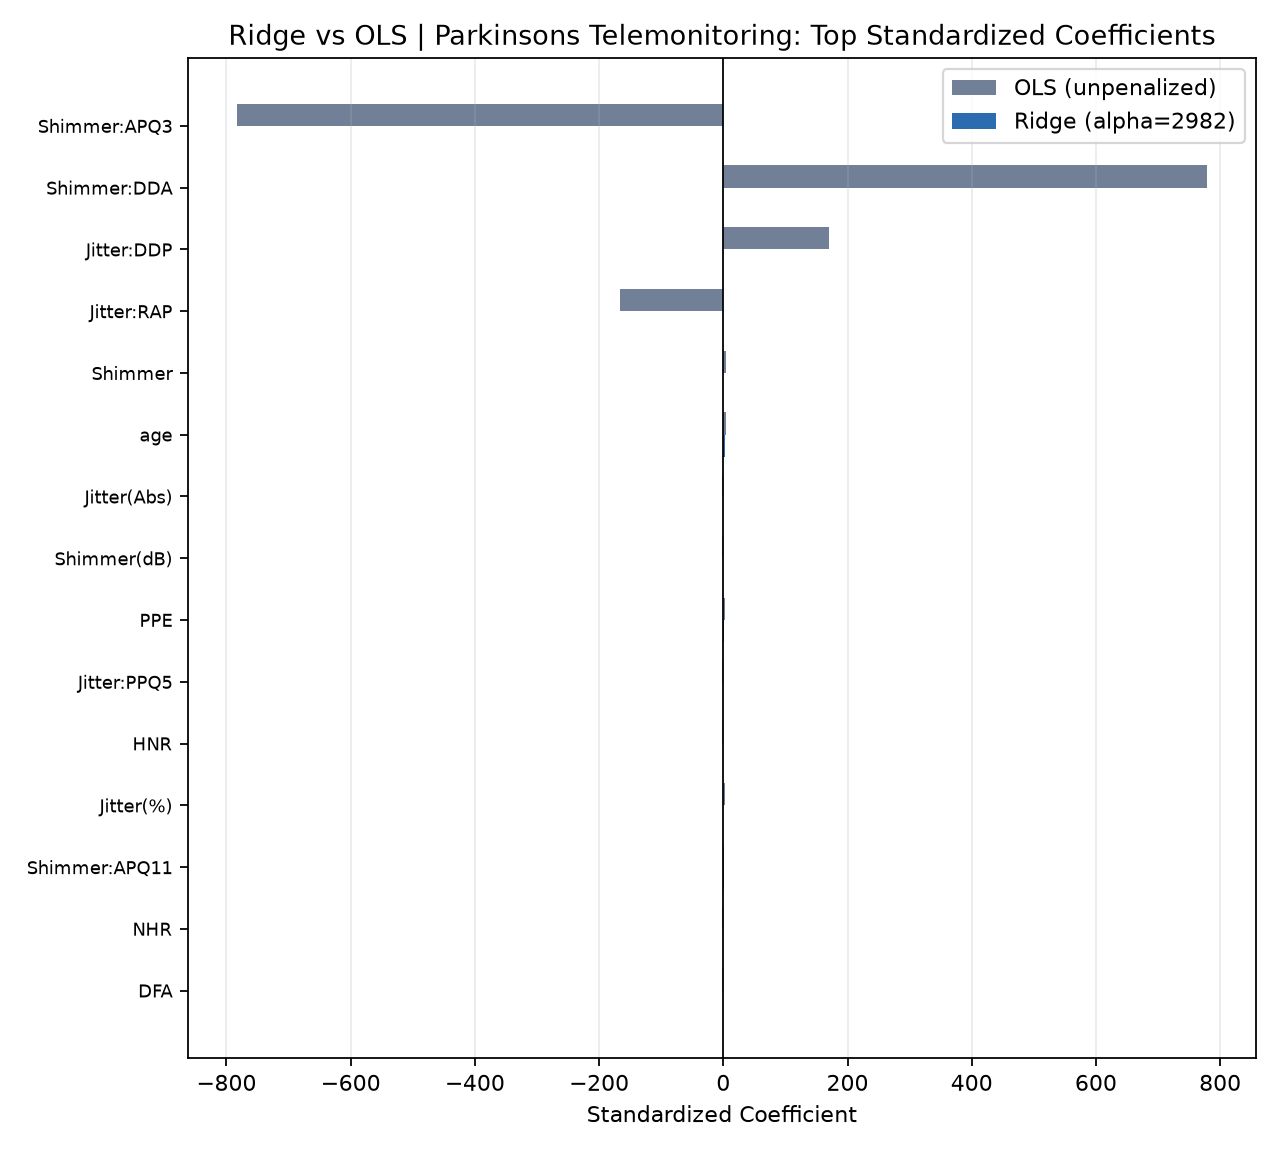 Ridge vs OLS | Parkinsons Telemonitoring: Top Standardized Coefficients
OLS (unpenalized)
Ridge (alpha=2982)
Shimmer:APQ3
Shimmer:DDA
Jitter:DDP
Jitter:RAP
Shimmer
age
Jitter(Abs)
Shimmer(dB)
PPE
Jitter:PPQ5
HNR
Jitter(%)
Shimmer:APQ11
NHR
DFA
−800 −600 −400 −200 0 200 400 600 800
Standardized Coefficient